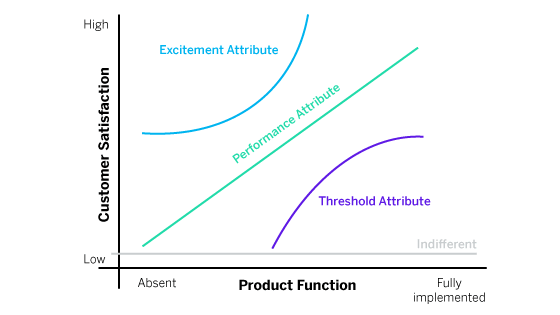 High
Excitement Attribute
Customer Satisfaction
Performance Attribute
Threshold Attribute
Indifferent
Low
Absent
Product Function
Fully
implemented